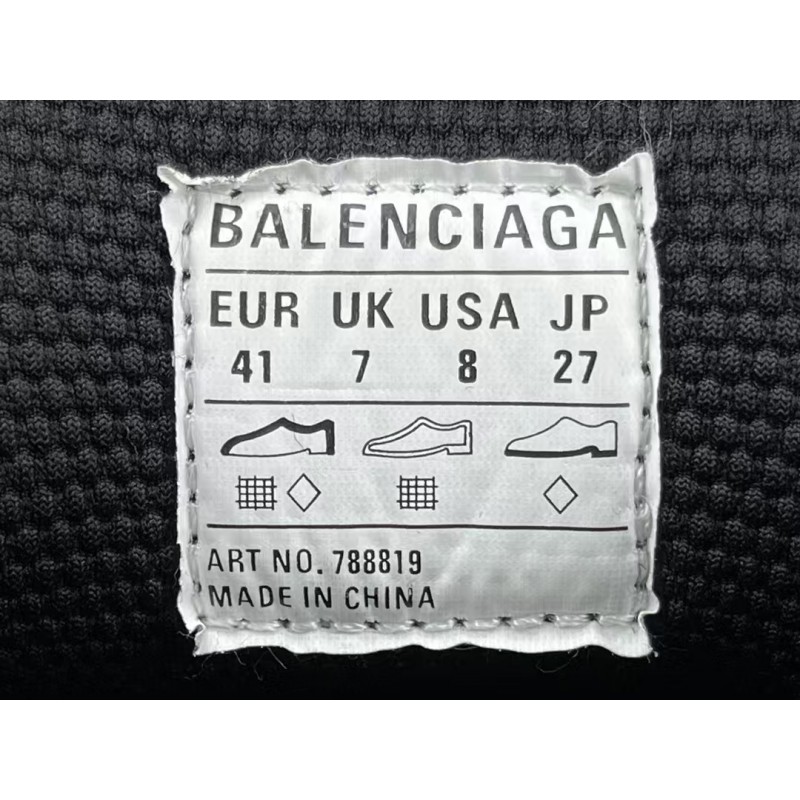 BALENCIAGA
EUR UK USA JP
41 7 8 27
ART NO. 788819
MADE IN CHINA